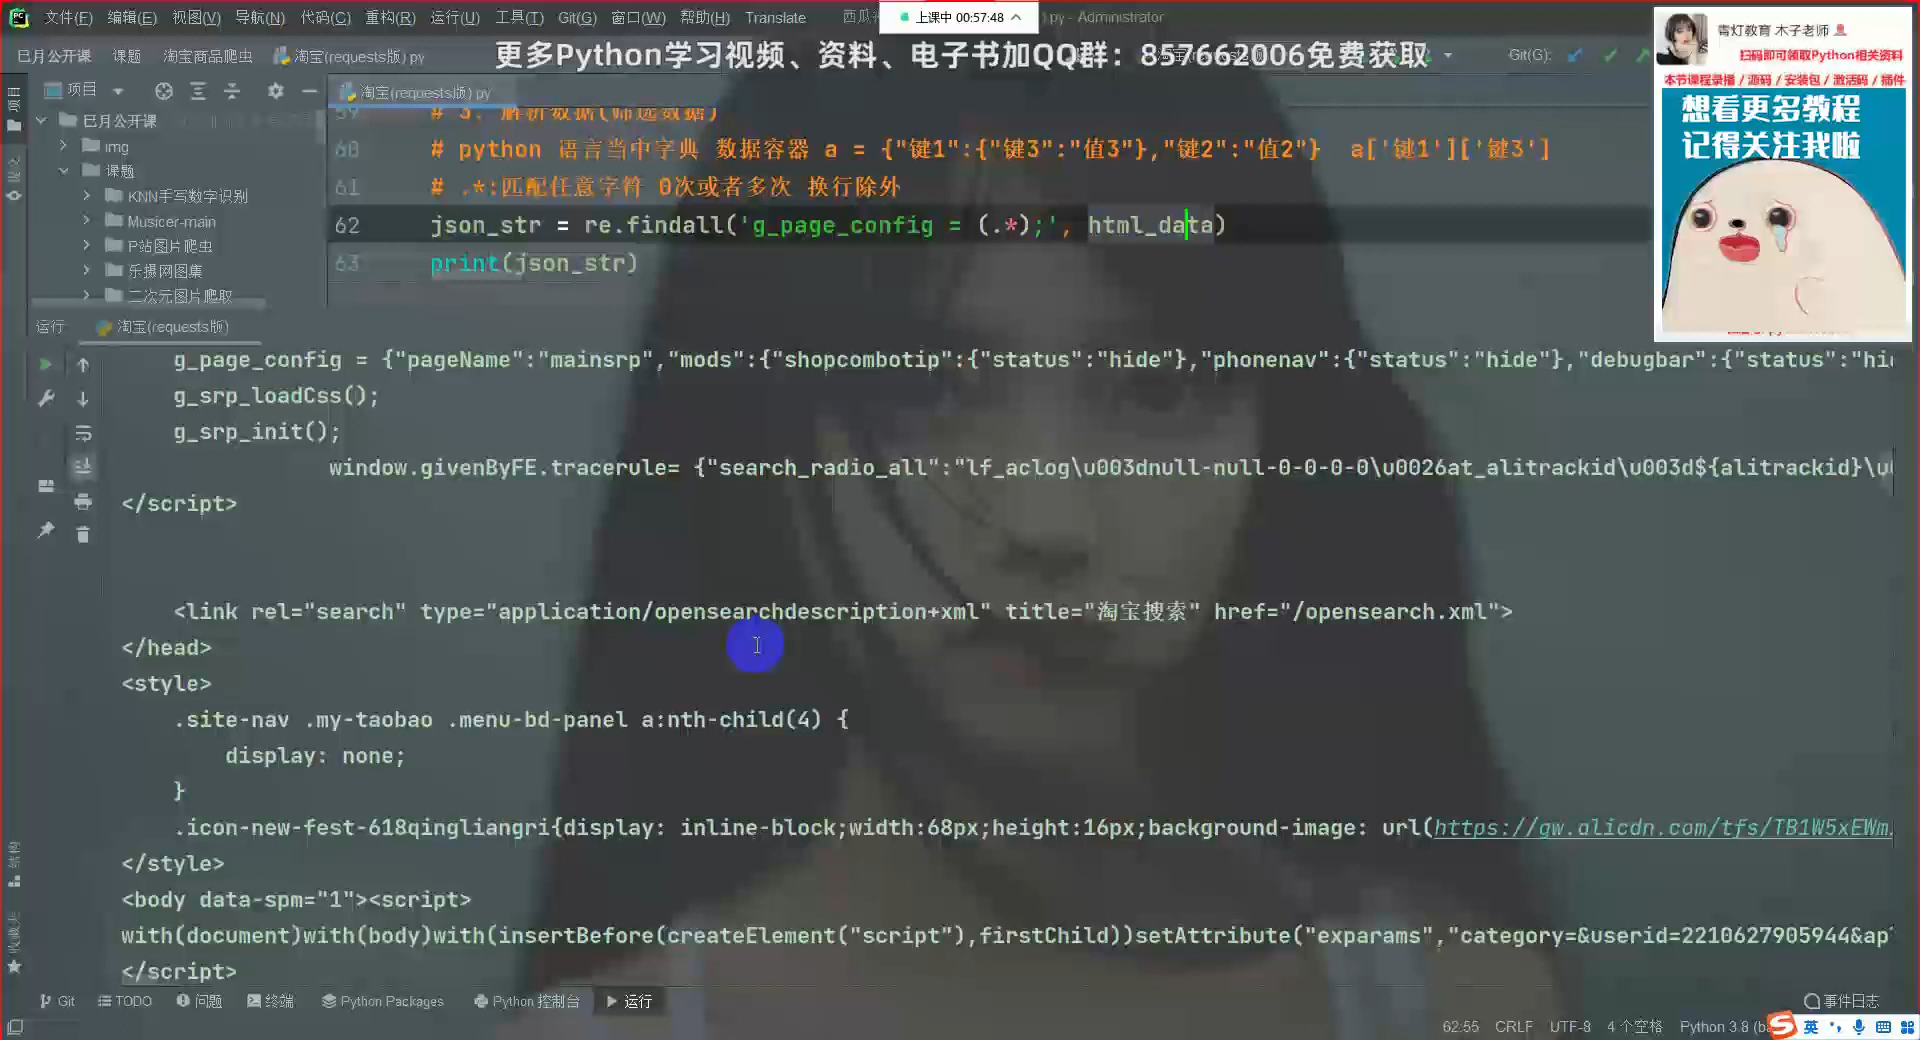 文件(F) 编辑(E) 视图(V) 导航(N) 代码(C) 重构(R) 运行(U) 工具(T) Git(G) 窗口(W) 帮助(H) Translate
上课中 00:57:48
.py - Administrator
巳月公开课 课题 淘宝商品爬虫 淘宝(requests版).py
更多Python学习视频、资料、电子书加QQ群：857662006免费获取
Git(G):
青灯教育 木子老师
扫码即可领取Python相关资料
本节课程录播 / 源码 / 安装包 / 激活码 / 插件
想看更多教程
记得关注我啦
项目
淘宝(requests版).py
巳月公开课
img
课题
KNN手写数字识别
Musicer-main
P站图片爬虫
乐摄网图集
二次元图片爬取
59 # 3. 解析数据(筛选数据)
60 # python 语言当中字典 数据容器 a = {"键1":{"键3":"值3"},"键2":"值2"} a['键1']['键3']
61 # .*:匹配任意字符 0次或者多次 换行除外
62 json_str = re.findall('g_page_config = (.*);', html_data)
63 print(json_str)
运行: 淘宝(requests版)
g_page_config = {"pageName":"mainsrp","mods":{"shopcombotip":{"status":"hide"},"phonenav":{"status":"hide"},"debugbar":{"status":"hi
g_srp_loadCss();
g_srp_init();
window.givenByFE.tracerule= {"search_radio_all":"lf_aclog\u003dnull-null-0-0-0-0\u0026at_alitrackid\u003d${alitrackid}\u
</script>
<link rel="search" type="application/opensearchdescription+xml" title="淘宝搜索" href="/opensearch.xml">
</head>
<style>
.site-nav .my-taobao .menu-bd-panel a:nth-child(4) {
display: none;
}
.icon-new-fest-618qingliangri{display: inline-block;width:68px;height:16px;background-image: url(https://gw.alicdn.com/tfs/TB1W5xEWm
</style>
<body data-spm="1"><script>
with(document)with(body)with(insertBefore(createElement("script"),firstChild))setAttribute("exparams","category=&userid=2210627905944&ap
</script>
结构
收藏夹
Git TODO 问题 终端 Python Packages Python 控制台 运行
事件日志
62:55 CRLF UTF-8 4 个空格 Python 3.8 (ba
英